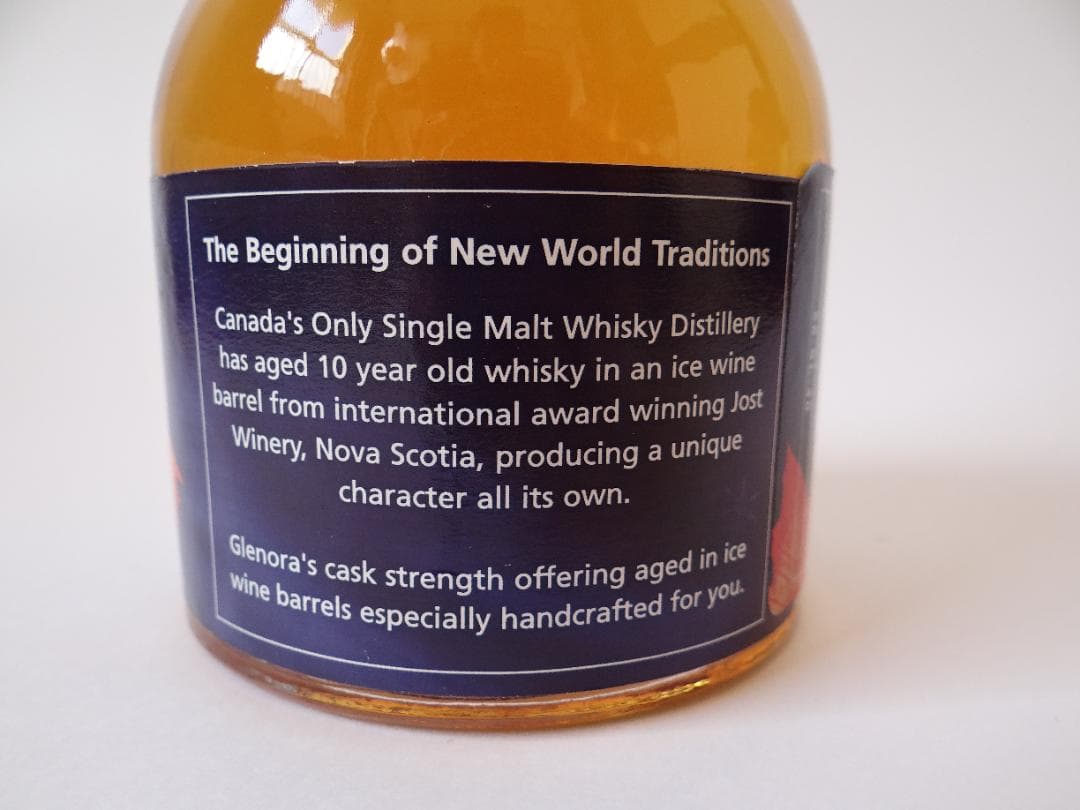 The Beginning of New World Traditions
Canada's Only Single Malt Whisky Distillery
has aged 10 year old whisky in an ice wine
barrel from international award winning Jost
Winery, Nova Scotia, producing a unique
character all its own.
Glenora's cask strength offering aged in ice
wine barrels especially handcrafted for you.